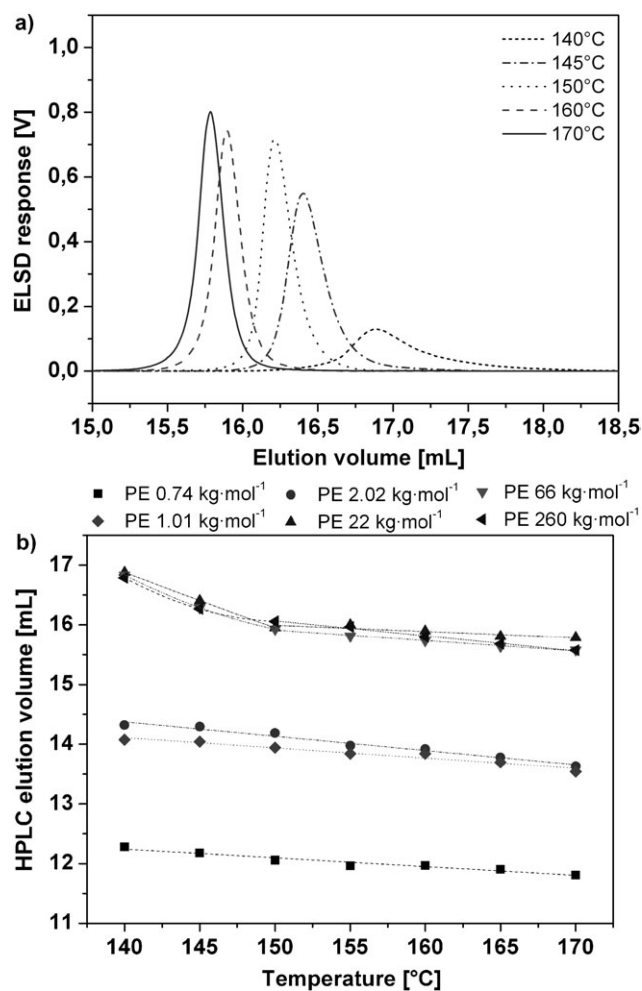 a)
1,0
0,8
0,6
0,4
0,2
0,0
ELSD response [V]
140°C
145°C
150°C
160°C
170°C
15,0 15,5 16,0 16,5 17,0 17,5 18,0 18,5
Elution volume [mL]
PE 0.74 kg·mol⁻¹ PE 2.02 kg·mol⁻¹ PE 66 kg·mol⁻¹
PE 1.01 kg·mol⁻¹ PE 22 kg·mol⁻¹ PE 260 kg·mol⁻¹
b)
17
16
15
14
13
12
11
HPLC elution volume [mL]
140 145 150 155 160 165 170
Temperature [°C]